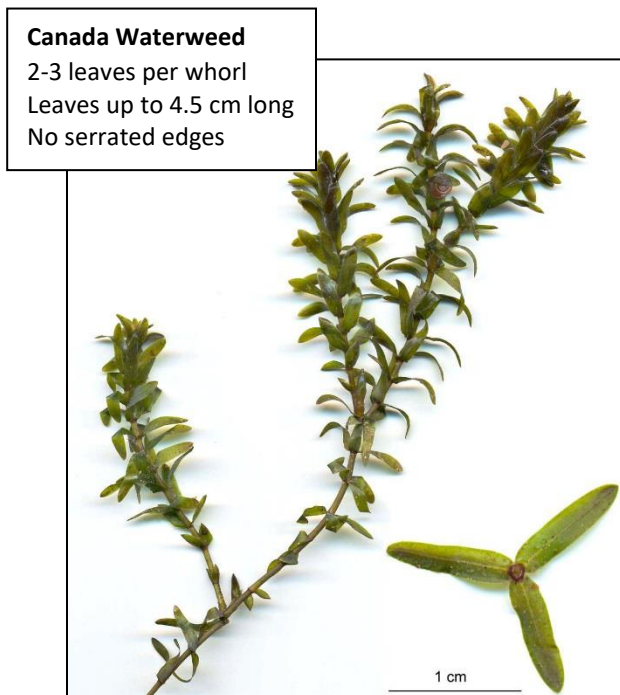 Canada Waterweed
2-3 leaves per whorl
Leaves up to 4.5 cm long
No serrated edges
1 cm